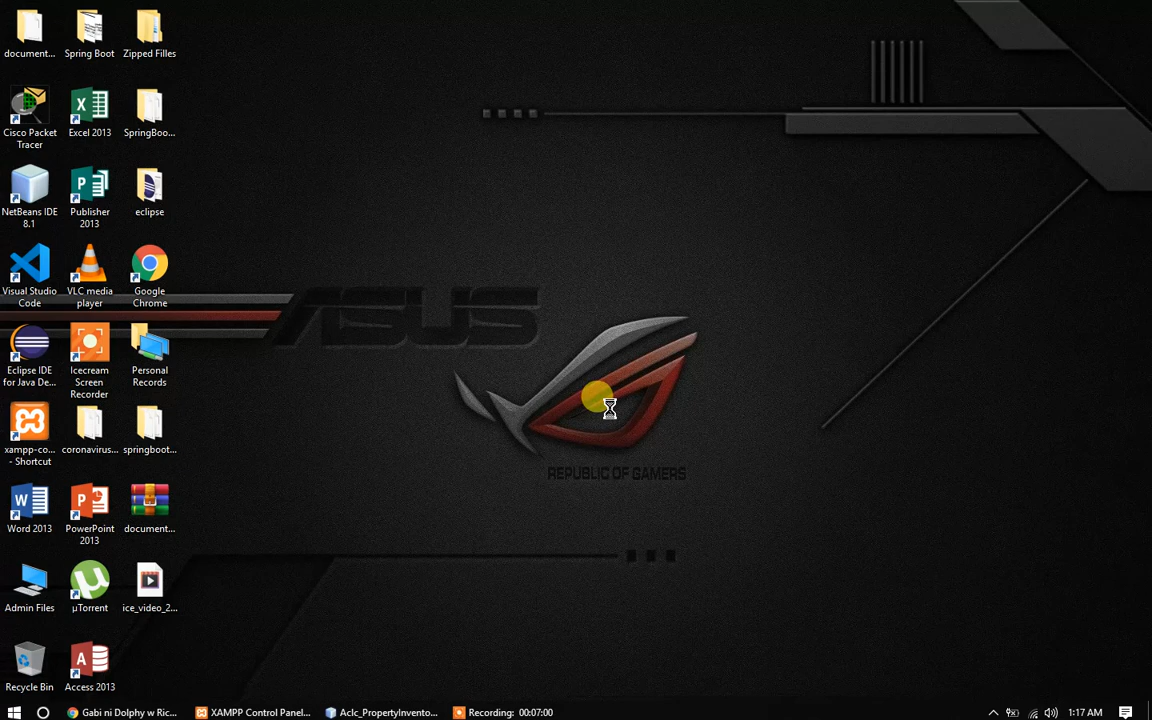 document...
Spring Boot
Zipped Filles
Cisco Packet
Tracer
Excel 2013
SpringBoo...
NetBeans IDE
8.1
Publisher
2013
eclipse
Visual Studio
Code
VLC media
player
Google
Chrome
ASUS
Eclipse IDE
for Java De...
Icecream
Screen
Recorder
Personal
Records
xampp-co...
- Shortcut
coronavirus...
springboot...
REPUBLIC OF GAMERS
Word 2013
PowerPoint
2013
document...
Admin Files
µTorrent
ice_video_2...
Recycle Bin
Access 2013
Gabi ni Dolphy w Ric...
XAMPP Control Panel...
Aclc_PropertyInvento...
Recording: 00:07:00
1:17 AM